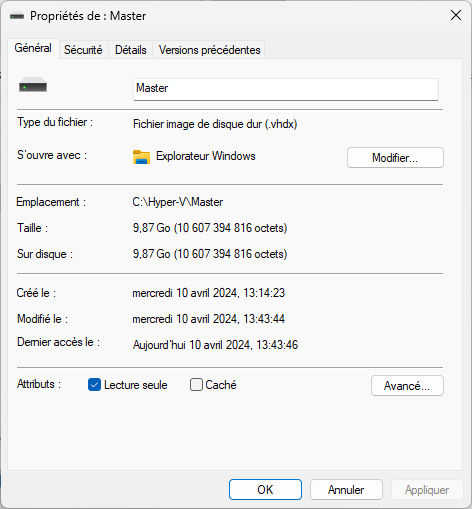 Propriétés de : Master
Général Sécurité Détails Versions précédentes
Master
Type du fichier : Fichier image de disque dur (.vhdx)
S'ouvre avec : Explorateur Windows Modifier...
Emplacement : C:\Hyper-V\Master
Taille : 9,87 Go (10 607 394 816 octets)
Sur disque : 9,87 Go (10 607 394 816 octets)
Créé le : mercredi 10 avril 2024, 13:14:23
Modifié le : mercredi 10 avril 2024, 13:43:44
Dernier accès le : Aujourd'hui 10 avril 2024, 13:43:46
Attributs : Lecture seule Caché Avancé...
OK Annuler Appliquer